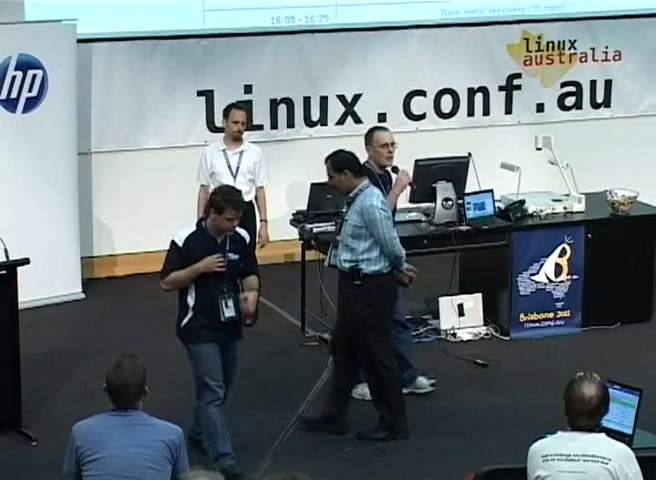 16:05 - 16:25
Bare metal recovery (20 mins)
hp
linux
australia
linux.conf.au
Brisbane 2011
linux.conf.au